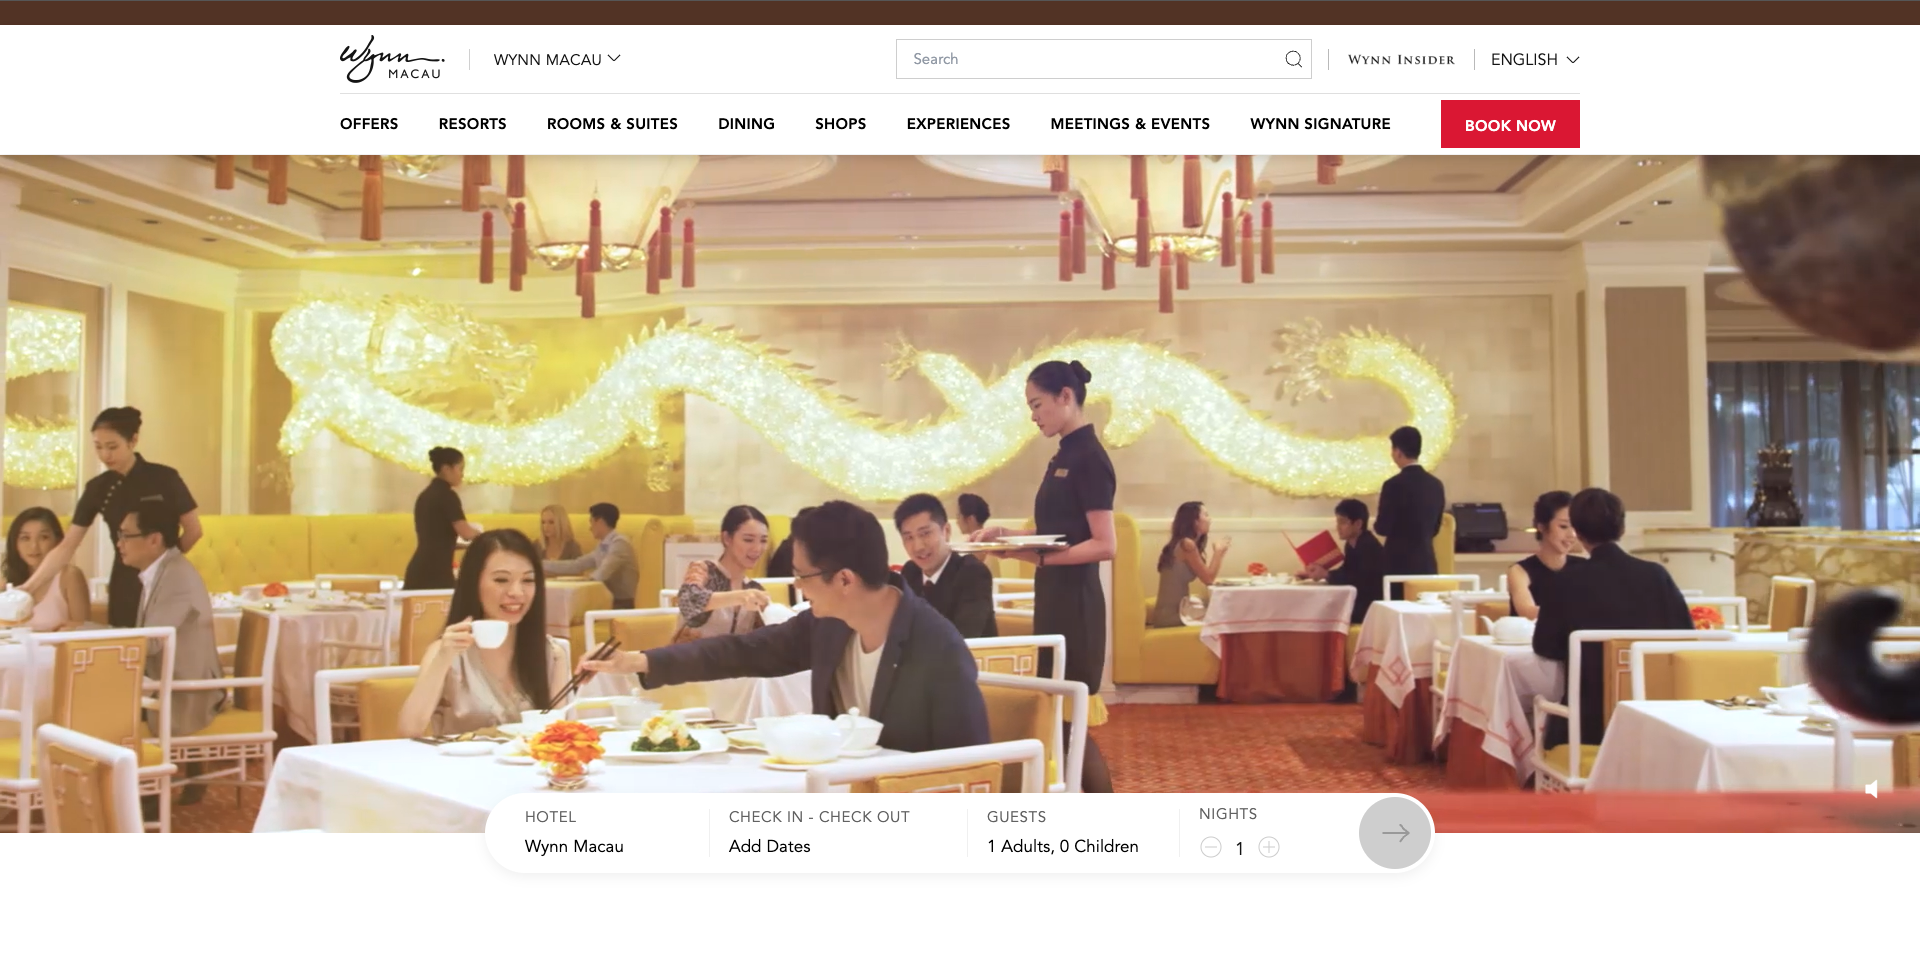 Wynn
MACAU
WYNN MACAU
Search
WYNN INSIDER
ENGLISH
OFFERS
RESORTS
ROOMS & SUITES
DINING
SHOPS
EXPERIENCES
MEETINGS & EVENTS
WYNN SIGNATURE
BOOK NOW
HOTEL
Wynn Macau
CHECK IN - CHECK OUT
Add Dates
GUESTS
1 Adults, 0 Children
NIGHTS
1